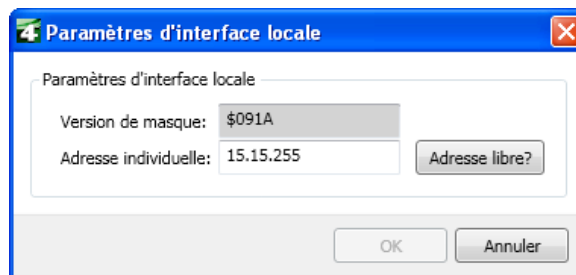 4 Paramètres d'interface locale
Paramètres d'interface locale
Version de masque: $091A
Adresse individuelle: 15.15.255 Adresse libre?
OK Annuler